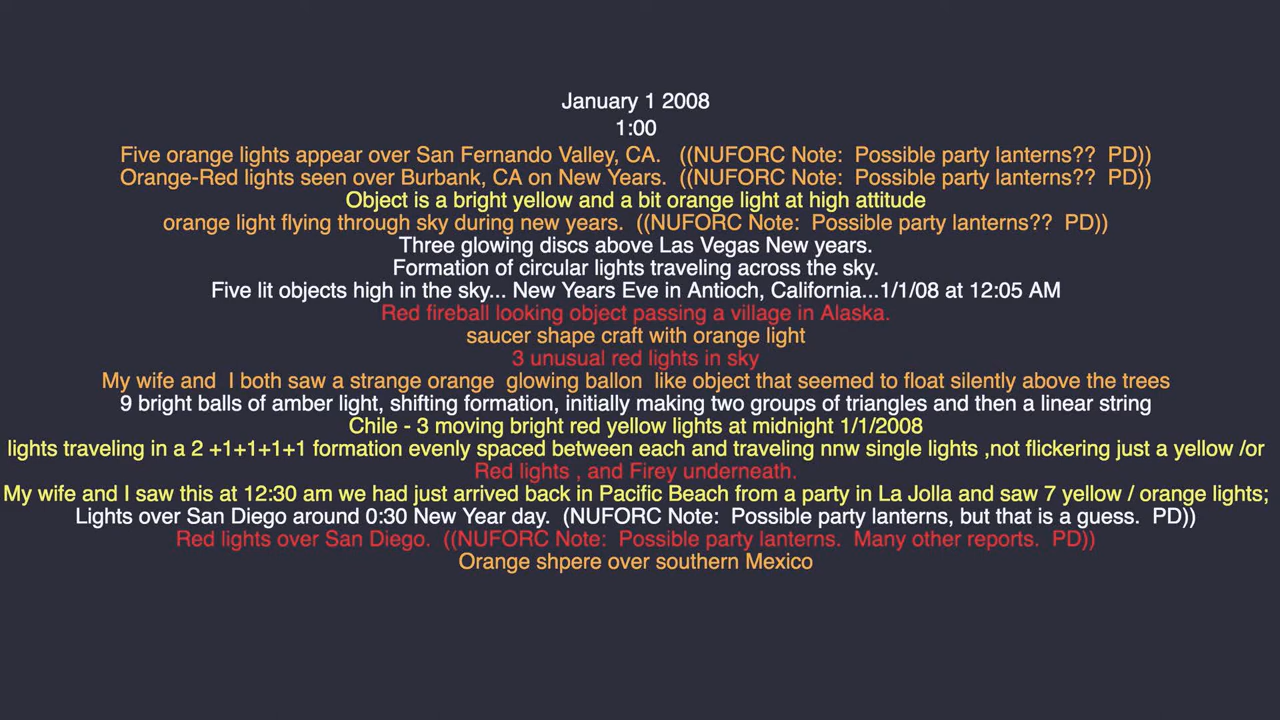 January 1 2008
1:00
Five orange lights appear over San Fernando Valley, CA.   ((NUFORC Note:  Possible party lanterns??  PD))
Orange-Red lights seen over Burbank, CA on New Years.  ((NUFORC Note:  Possible party lanterns??  PD))
Object is a bright yellow and a bit orange light at high attitude
orange light flying through sky during new years.  ((NUFORC Note:  Possible party lanterns??  PD))
Three glowing discs above Las Vegas New years.
Formation of circular lights traveling across the sky.
Five lit objects high in the sky... New Years Eve in Antioch, California...1/1/08 at 12:05 AM
Red fireball looking object passing a village in Alaska.
saucer shape craft with orange light
3 unusual red lights in sky
My wife and  I both saw a strange orange  glowing ballon  like object that seemed to float silently above the trees
9 bright balls of amber light, shifting formation, initially making two groups of triangles and then a linear string
Chile - 3 moving bright red yellow lights at midnight 1/1/2008
lights traveling in a 2 +1+1+1+1 formation evenly spaced between each and traveling nnw single lights ,not flickering just a yellow /or
Red lights , and Firey underneath.
My wife and I saw this at 12:30 am we had just arrived back in Pacific Beach from a party in La Jolla and saw 7 yellow / orange lights;
Lights over San Diego around 0:30 New Year day.  (NUFORC Note:  Possible party lanterns, but that is a guess.  PD))
Red lights over San Diego.  ((NUFORC Note:  Possible party lanterns.  Many other reports.  PD))
Orange shpere over southern Mexico